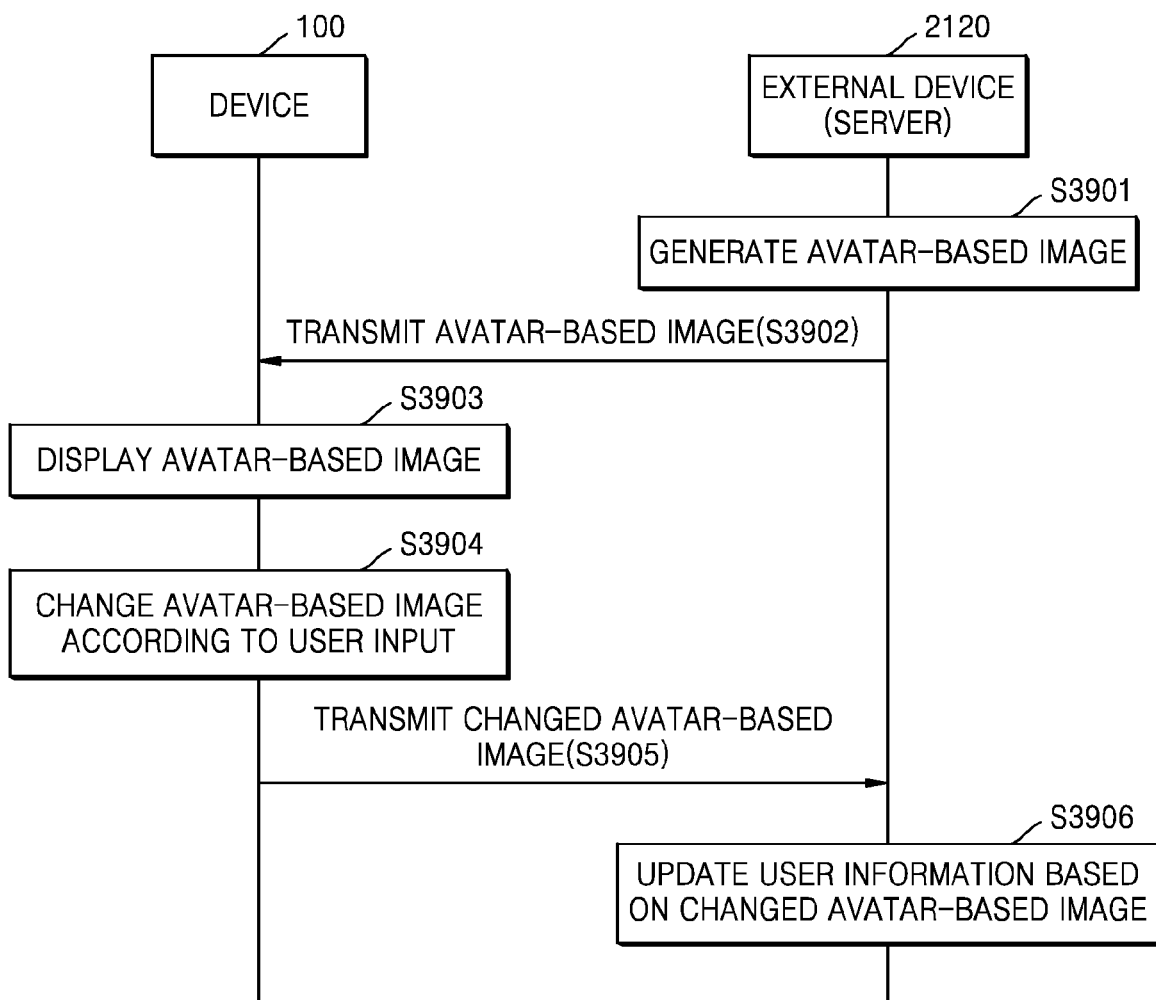 100
2120
DEVICE
EXTERNAL DEVICE
(SERVER)
S3901
GENERATE AVATAR-BASED IMAGE
TRANSMIT AVATAR-BASED IMAGE(S3902)
S3903
DISPLAY AVATAR-BASED IMAGE
S3904
CHANGE AVATAR-BASED IMAGE
ACCORDING TO USER INPUT
TRANSMIT CHANGED AVATAR-BASED
IMAGE(S3905)
S3906
UPDATE USER INFORMATION BASED
ON CHANGED AVATAR-BASED IMAGE